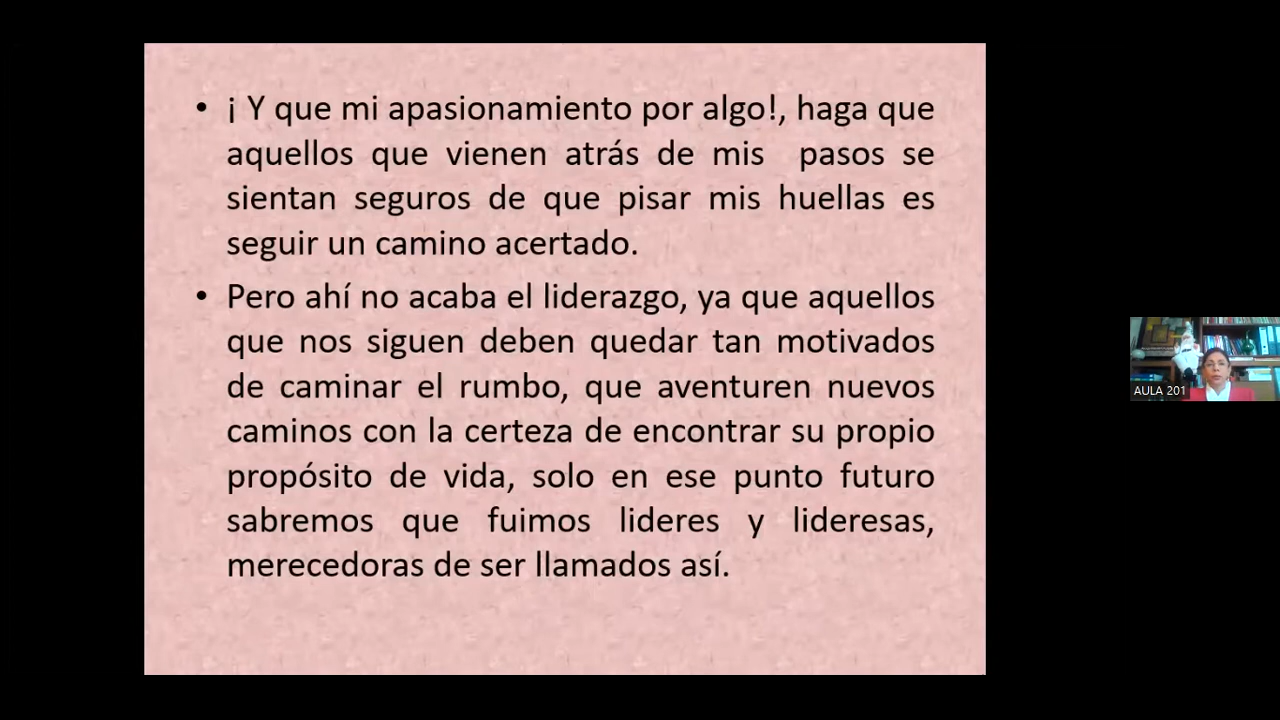 • ¡ Y que mi apasionamiento por algo!, haga que
aquellos que vienen atrás de mis pasos se
sientan seguros de que pisar mis huellas es
seguir un camino acertado.
• Pero ahí no acaba el liderazgo, ya que aquellos
que nos siguen deben quedar tan motivados
de caminar el rumbo, que aventuren nuevos
caminos con la certeza de encontrar su propio
propósito de vida, solo en ese punto futuro
sabremos que fuimos lideres y lideresas,
merecedoras de ser llamados así.
AULA 201